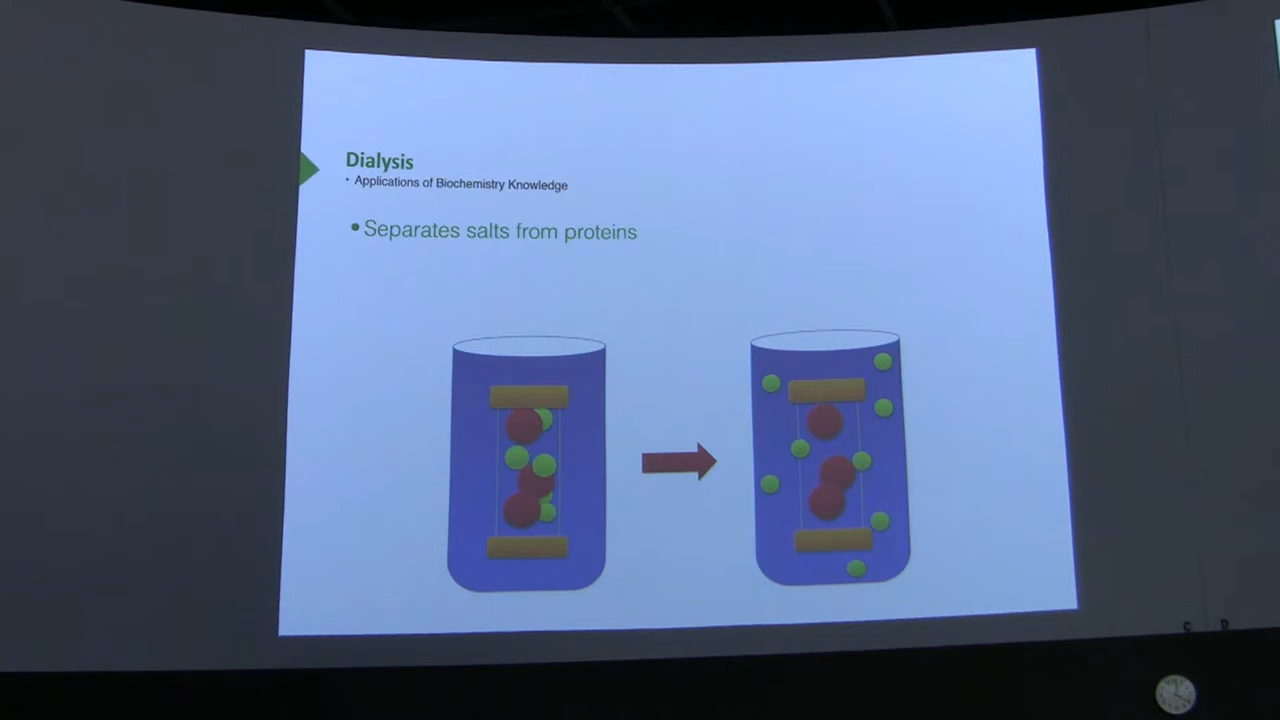 Dialysis
• Applications of Biochemistry Knowledge
• Separates salts from proteins
C D